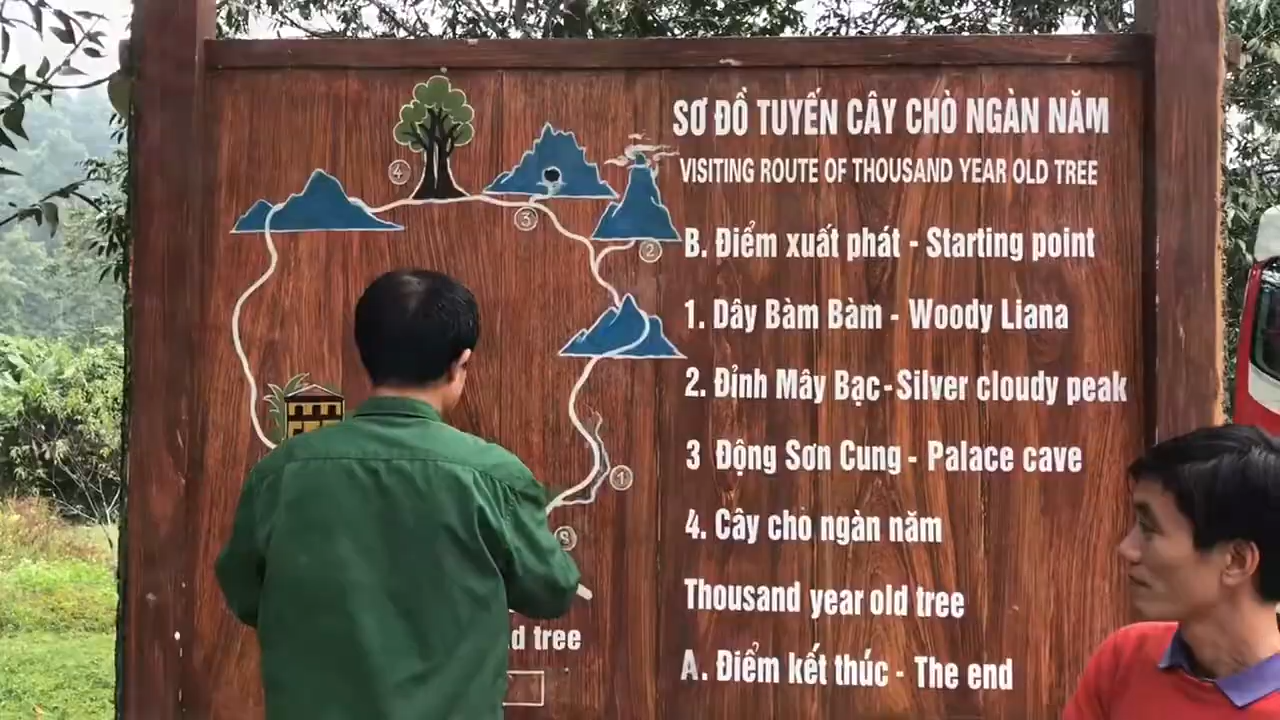 SƠ ĐỒ TUYẾN CÂY CHÒ NGÀN NĂM
VISITING ROUTE OF THOUSAND YEAR OLD TREE
B. Điểm xuất phát - Starting point
1. Dây Bàm Bàm - Woody Liana
2. Đỉnh Mây Bạc - Silver cloudy peak
3 Động Sơn Cung - Palace cave
4. Cây chò ngàn năm
Thousand year old tree
A. Điểm kết thúc - The end
4
3
2
1
tree